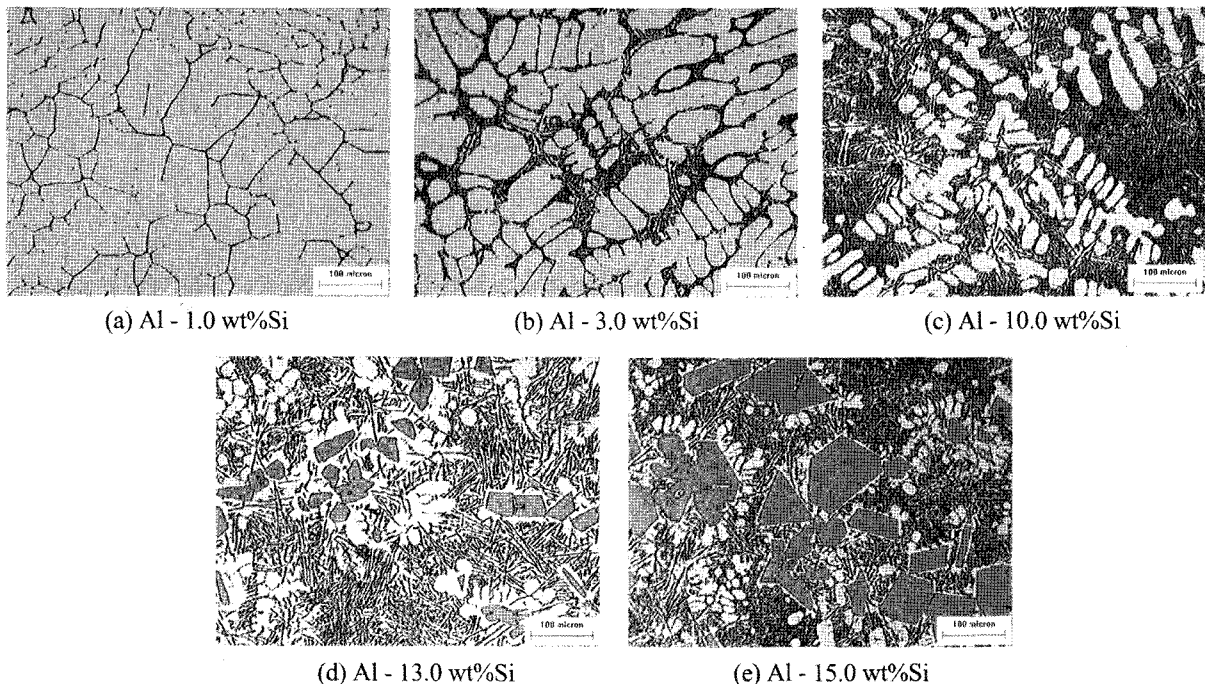 100 micron
100 micron
100 micron
(a) Al - 1.0 wt%Si
(b) Al - 3.0 wt%Si
(c) Al - 10.0 wt%Si
100 micron
100 micron
(d) Al - 13.0 wt%Si
(e) Al - 15.0 wt%Si